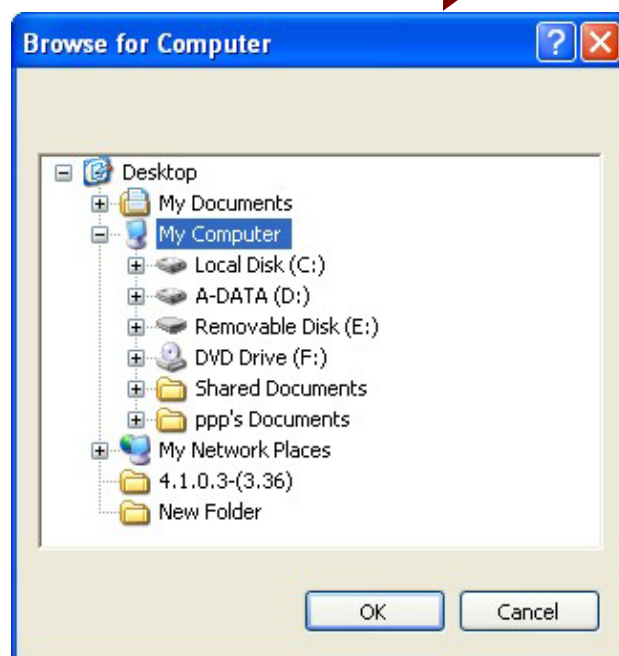 Browse for Computer
Desktop
My Documents
My Computer
Local Disk (C:)
A-DATA (D:)
Removable Disk (E:)
DVD Drive (F:)
Shared Documents
ppp's Documents
My Network Places
4.1.0.3-(3.36)
New Folder
OK Cancel